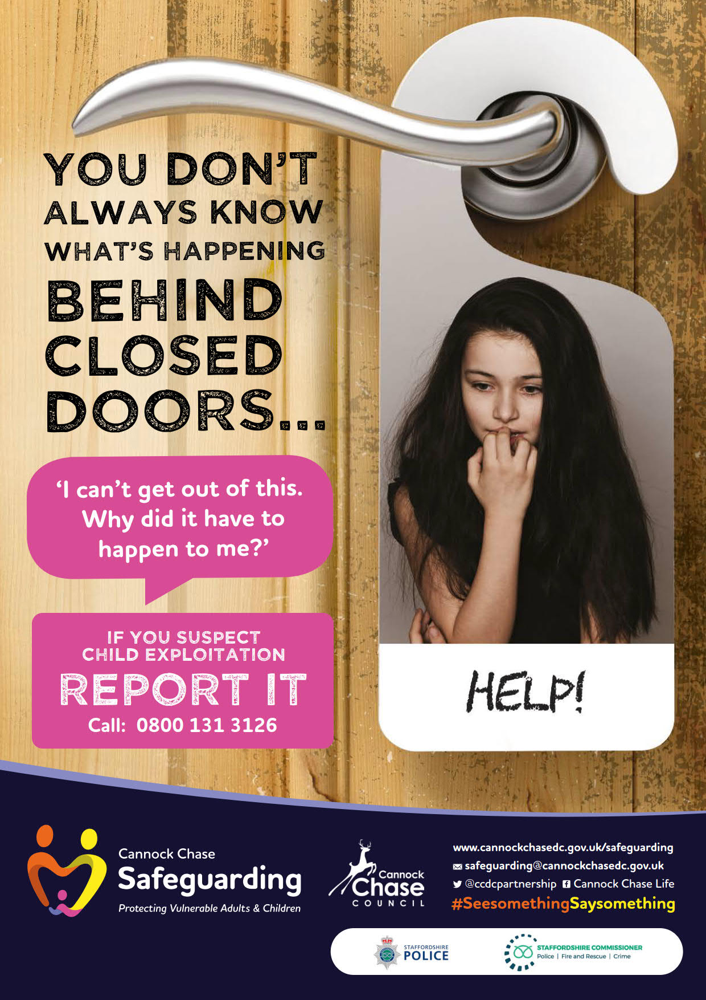 YOU DON'T
ALWAYS KNOW
WHAT'S HAPPENING
BEHIND
CLOSED
DOORS...
'I can't get out of this.
Why did it have to
happen to me?'
IF YOU SUSPECT
CHILD EXPLOITATION
REPORT IT
Call: 0800 131 3126
HELP!
Cannock Chase
Safeguarding
Protecting Vulnerable Adults & Children
Cannock
Chase
COUNCIL
www.cannockchasedc.gov.uk/safeguarding
safeguarding@cannockchasedc.gov.uk
@ccdcpartnership Cannock Chase Life
#SeesomethingSaysomething
STAFFORDSHIRE
POLICE
STAFFORDSHIRE COMMISSIONER
Police | Fire and Rescue | Crime